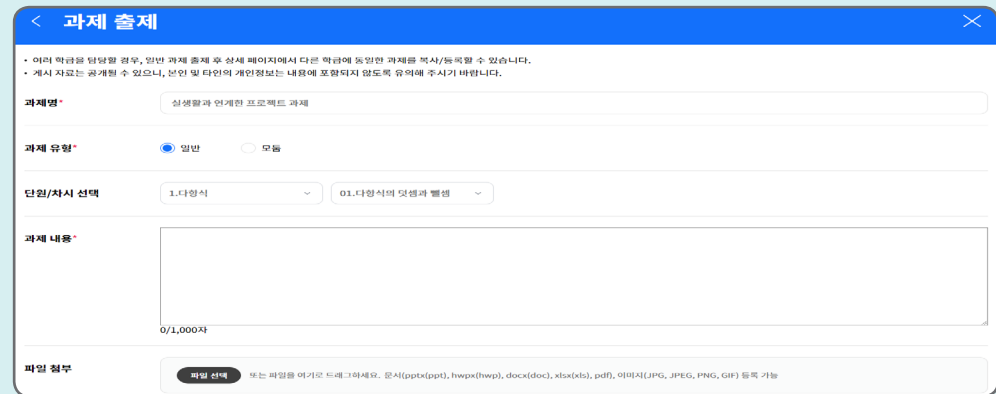 < 과제 출제
• 여러 학급을 담당할 경우, 일반 과제 출제 후 상세 페이지에서 다른 학급에 동일한 과제를 복사/등록할 수 있습니다.
• 게시 자료는 공개될 수 있으니, 본인 및 타인의 개인정보는 내용에 포함되지 않도록 유의해 주시기 바랍니다.
과제명* 실생활과 연계한 프로젝트 과제
과제 유형* 일반 모둠
단원/차시 선택 1.다항식 01.다항식의 덧셈과 뺄셈
과제 내용*
0/1,000자
파일 첨부 파일 선택 또는 파일을 여기로 드래그하세요. 문서(pptx(ppt), hwpx(hwp), docx(doc), xlsx(xls), pdf), 이미지(JPG, JPEG, PNG, GIF) 등록 가능